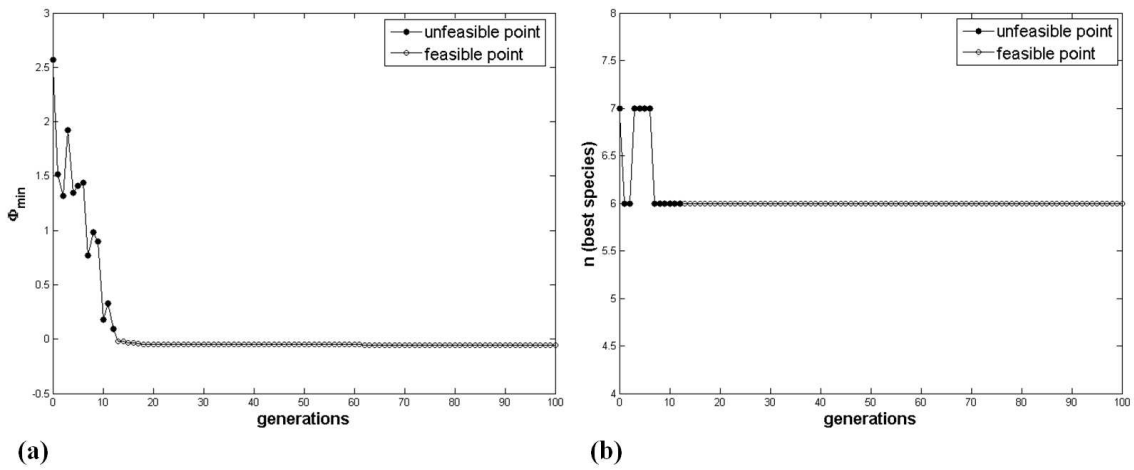 3
2.5
2
1.5
1
0.5
0
-0.5
Φmin
0 10 20 30 40 50 60 70 80 90 100
generations
unfeasible point
feasible point
(a)
8
7.5
7
6.5
6
5.5
5
4.5
4
n (best species)
0 10 20 30 40 50 60 70 80 90 100
generations
unfeasible point
feasible point
(b)